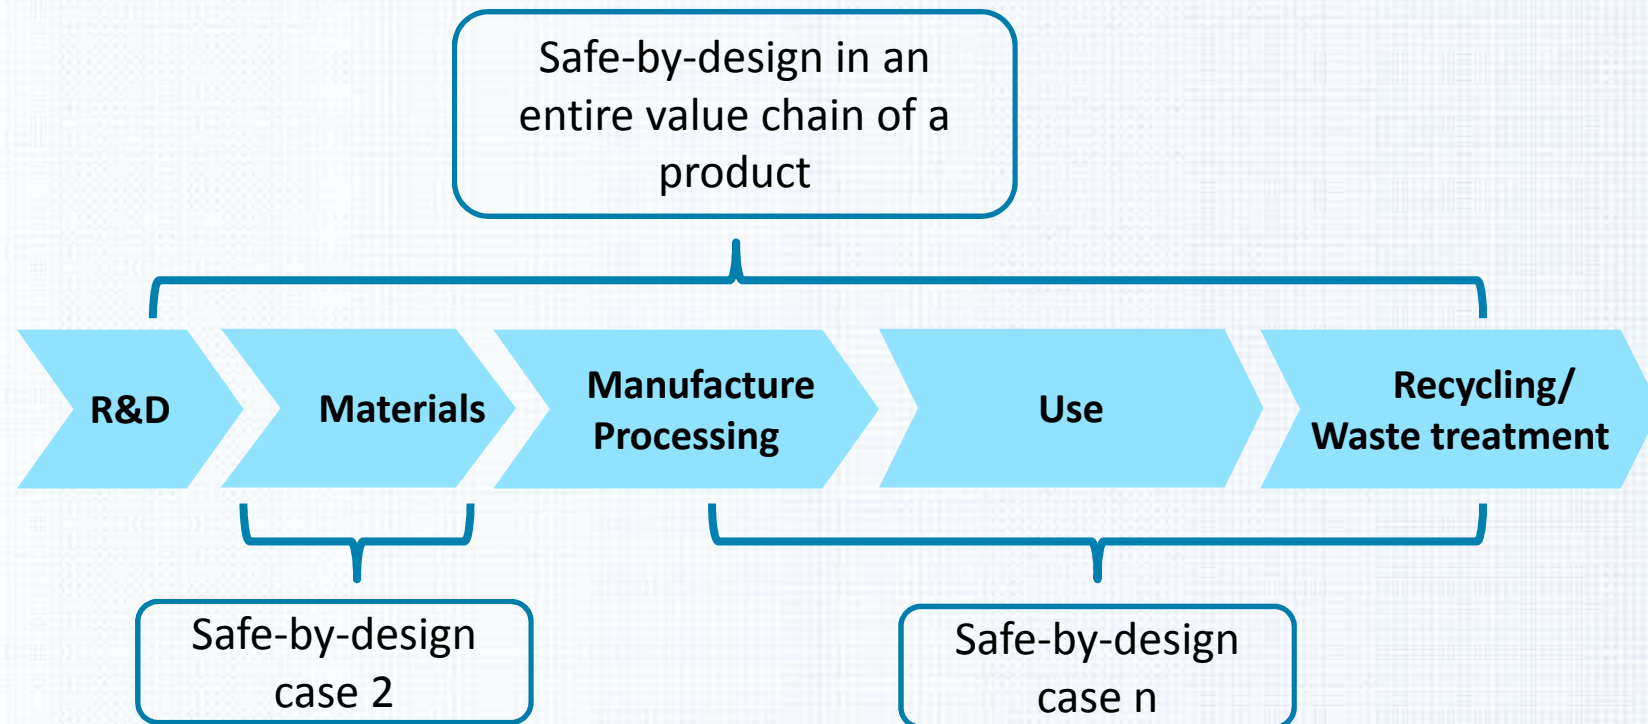 Safe-by-design in an
entire value chain of a
product
R&D
Materials
Manufacture
Processing
Use
Recycling/
Waste treatment
Safe-by-design
case 2
Safe-by-design
case n